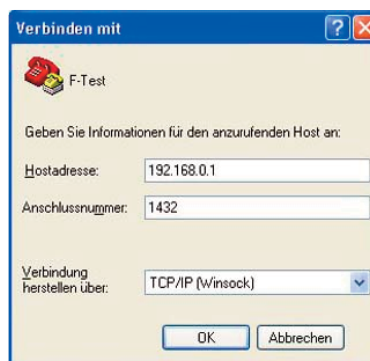 Verbinden mit
F-Test
Geben Sie Informationen für den anzurufenden Host an:
Hostadresse: 192.168.0.1
Anschlussnummer: 1432
Verbindung
herstellen über: TCP/IP (Winsock)
OK Abbrechen